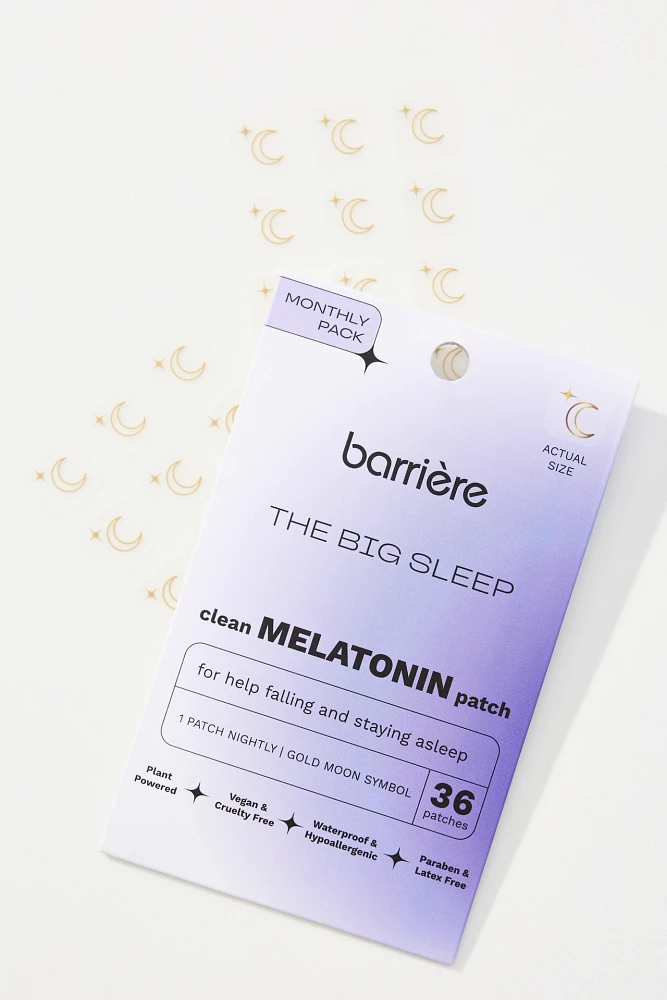 MONTHLY
PACK
ACTUAL
SIZE
barrière
THE BIG SLEEP
clean MELATONIN patch
for help falling and staying asleep
1 PATCH NIGHTLY | GOLD MOON SYMBOL
36
patches
Plant
Powered
Vegan &
Cruelty Free
Waterproof &
Hypoallergenic
Paraben &
Latex Free